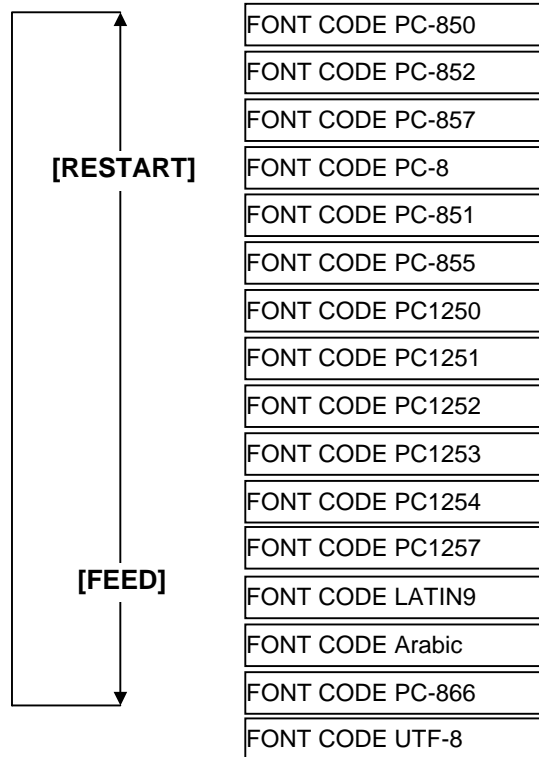 FONT CODE PC-850
FONT CODE PC-852
FONT CODE PC-857
[RESTART]
FONT CODE PC-8
FONT CODE PC-851
FONT CODE PC-855
FONT CODE PC1250
FONT CODE PC1251
FONT CODE PC1252
FONT CODE PC1253
FONT CODE PC1254
FONT CODE PC1257
[FEED]
FONT CODE LATIN9
FONT CODE Arabic
FONT CODE PC-866
FONT CODE UTF-8